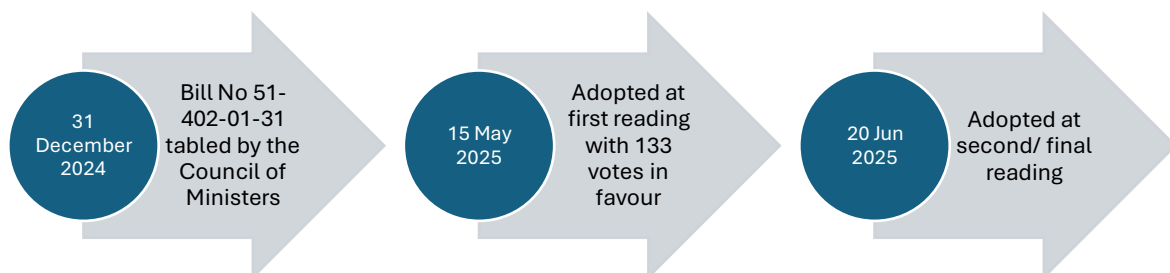 31
December
2024
Bill No 51-
402-01-31
tabled by the
Council of
Ministers
15 May
2025
Adopted at
first reading
with 133
votes in
favour
20 Jun
2025
Adopted at
second/ final
reading